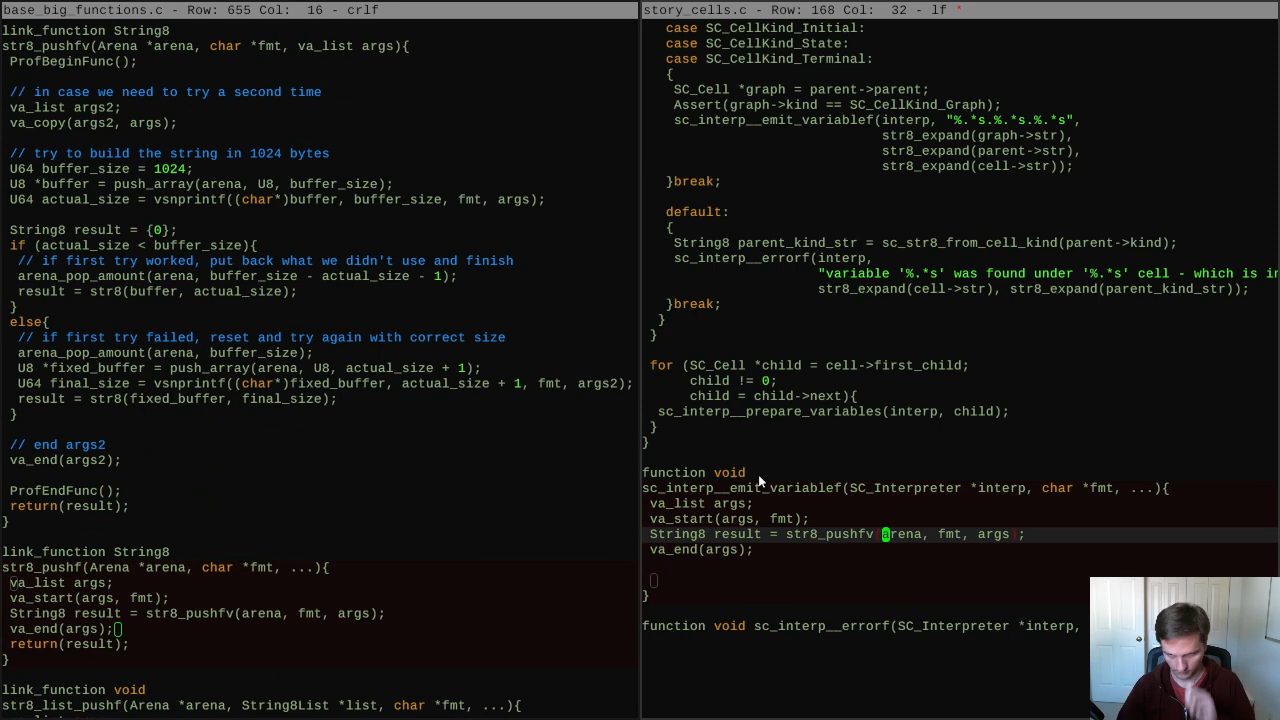 base_big_functions.c - Row: 655 Col:  16 - crlf
link_function String8
str8_pushfv(Arena *arena, char *fmt, va_list args){
 ProfBeginFunc();
 // in case we need to try a second time
 va_list args2;
 va_copy(args2, args);
 // try to build the string in 1024 bytes
 U64 buffer_size = 1024;
 U8 *buffer = push_array(arena, U8, buffer_size);
 U64 actual_size = vsnprintf((char*)buffer, buffer_size, fmt, args);
 String8 result = {0};
 if (actual_size < buffer_size){
  // if first try worked, put back what we didn't use and finish
  arena_pop_amount(arena, buffer_size - actual_size - 1);
  result = str8(buffer, actual_size);
 }
 else{
  // if first try failed, reset and try again with correct size
  arena_pop_amount(arena, buffer_size);
  U8 *fixed_buffer = push_array(arena, U8, actual_size + 1);
  U64 final_size = vsnprintf((char*)fixed_buffer, actual_size + 1, fmt, args2);
  result = str8(fixed_buffer, final_size);
 }
 // end args2
 va_end(args2);
 ProfEndFunc();
 return(result);
}
link_function String8
str8_pushf(Arena *arena, char *fmt, ...){
 va_list args;
 va_start(args, fmt);
 String8 result = str8_pushfv(arena, fmt, args);
 va_end(args);
 return(result);
}
link_function void
str8_list_pushf(Arena *arena, String8List *list, char *fmt, ...){
story_cells.c - Row: 168 Col:  32 - lf *
   case SC_CellKind_Initial:
   case SC_CellKind_State:
   case SC_CellKind_Terminal:
   {
    SC_Cell *graph = parent->parent;
    Assert(graph->kind == SC_CellKind_Graph);
    sc_interp__emit_variablef(interp, "%.*s.%.*s.%.*s",
                              str8_expand(graph->str),
                              str8_expand(parent->str),
                              str8_expand(cell->str));
   }break;
   default:
   {
    String8 parent_kind_str = sc_str8_from_cell_kind(parent->kind);
    sc_interp__errorf(interp,
                      "variable '%.*s' was found under '%.*s' cell - which is in
                      str8_expand(cell->str), str8_expand(parent_kind_str));
   }break;
  }
 }
 for (SC_Cell *child = cell->first_child;
      child != 0;
      child = child->next){
  sc_interp__prepare_variables(interp, child);
 }
}
function void
sc_interp__emit_variablef(SC_Interpreter *interp, char *fmt, ...){
 va_list args;
 va_start(args, fmt);
 String8 result = str8_pushfv(arena, fmt, args);
 va_end(args);
}
function void sc_interp__errorf(SC_Interpreter *interp,